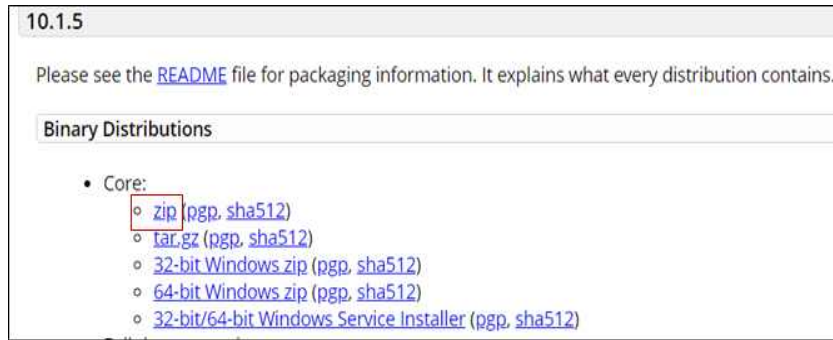 10.1.5
Please see the README file for packaging information. It explains what every distribution contains.
Binary Distributions
• Core:
○ zip (pgp, sha512)
○ tar.gz (pgp, sha512)
○ 32-bit Windows zip (pgp, sha512)
○ 64-bit Windows zip (pgp, sha512)
○ 32-bit/64-bit Windows Service Installer (pgp, sha512)